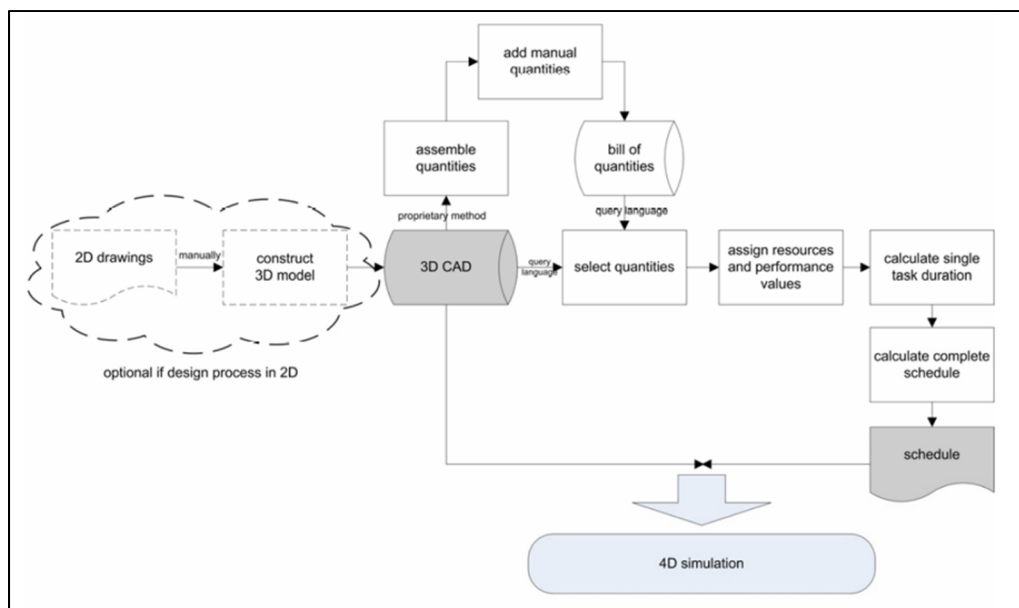 add manual
quantities
assemble
quantities
bill of
quantities
proprietary method
query language
2D drawings
manually
construct
3D model
3D CAD
query
language
select quantities
assign resources
and performance
values
calculate single
task duration
optional if design process in 2D
calculate complete
schedule
schedule
4D simulation